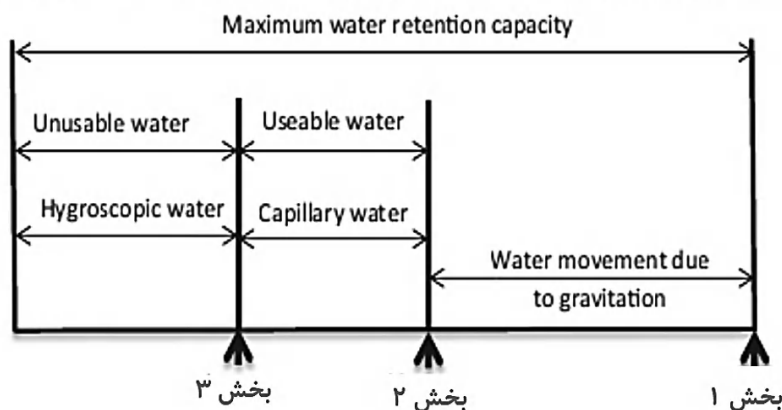 Maximum water retention capacity
Unusable water
Useable water
Hygroscopic water
Capillary water
Water movement due
to gravitation
بخش ۳
بخش ۲
بخش ۱